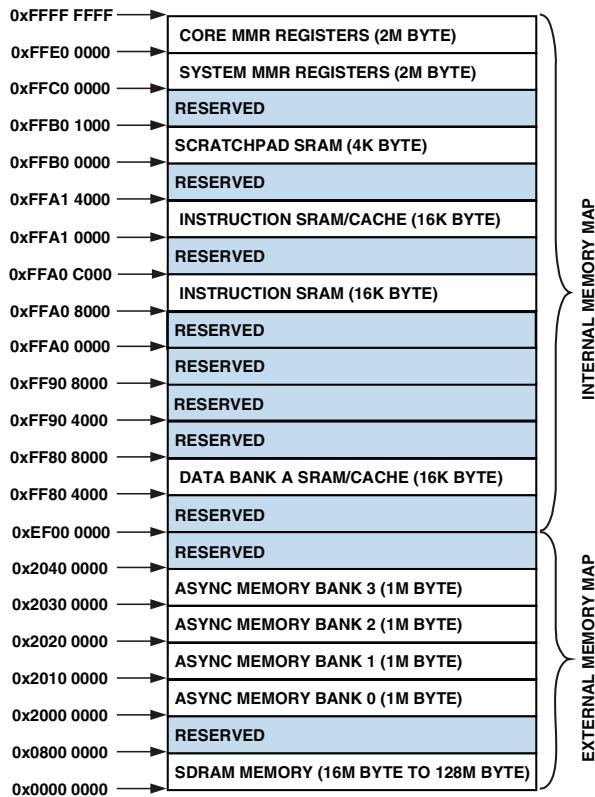 0xFFFF FFFF
CORE MMR REGISTERS (2M BYTE)
0xFFE0 0000
SYSTEM MMR REGISTERS (2M BYTE)
0xFFC0 0000
RESERVED
0xFFB0 1000
SCRATCHPAD SRAM (4K BYTE)
0xFFB0 0000
RESERVED
0xFFA1 4000
INSTRUCTION SRAM/CACHE (16K BYTE)
0xFFA1 0000
RESERVED
0xFFA0 C000
INSTRUCTION SRAM (16K BYTE)
0xFFA0 8000
RESERVED
0xFFA0 0000
RESERVED
0xFF90 8000
RESERVED
0xFF90 4000
RESERVED
0xFF80 8000
DATA BANK A SRAM/CACHE (16K BYTE)
0xFF80 4000
RESERVED
0xEF00 0000
RESERVED
0x2040 0000
ASYNC MEMORY BANK 3 (1M BYTE)
0x2030 0000
ASYNC MEMORY BANK 2 (1M BYTE)
0x2020 0000
ASYNC MEMORY BANK 1 (1M BYTE)
0x2010 0000
ASYNC MEMORY BANK 0 (1M BYTE)
0x2000 0000
RESERVED
0x0800 0000
SDRAM MEMORY (16M BYTE TO 128M BYTE)
0x0000 0000
INTERNAL MEMORY MAP
EXTERNAL MEMORY MAP